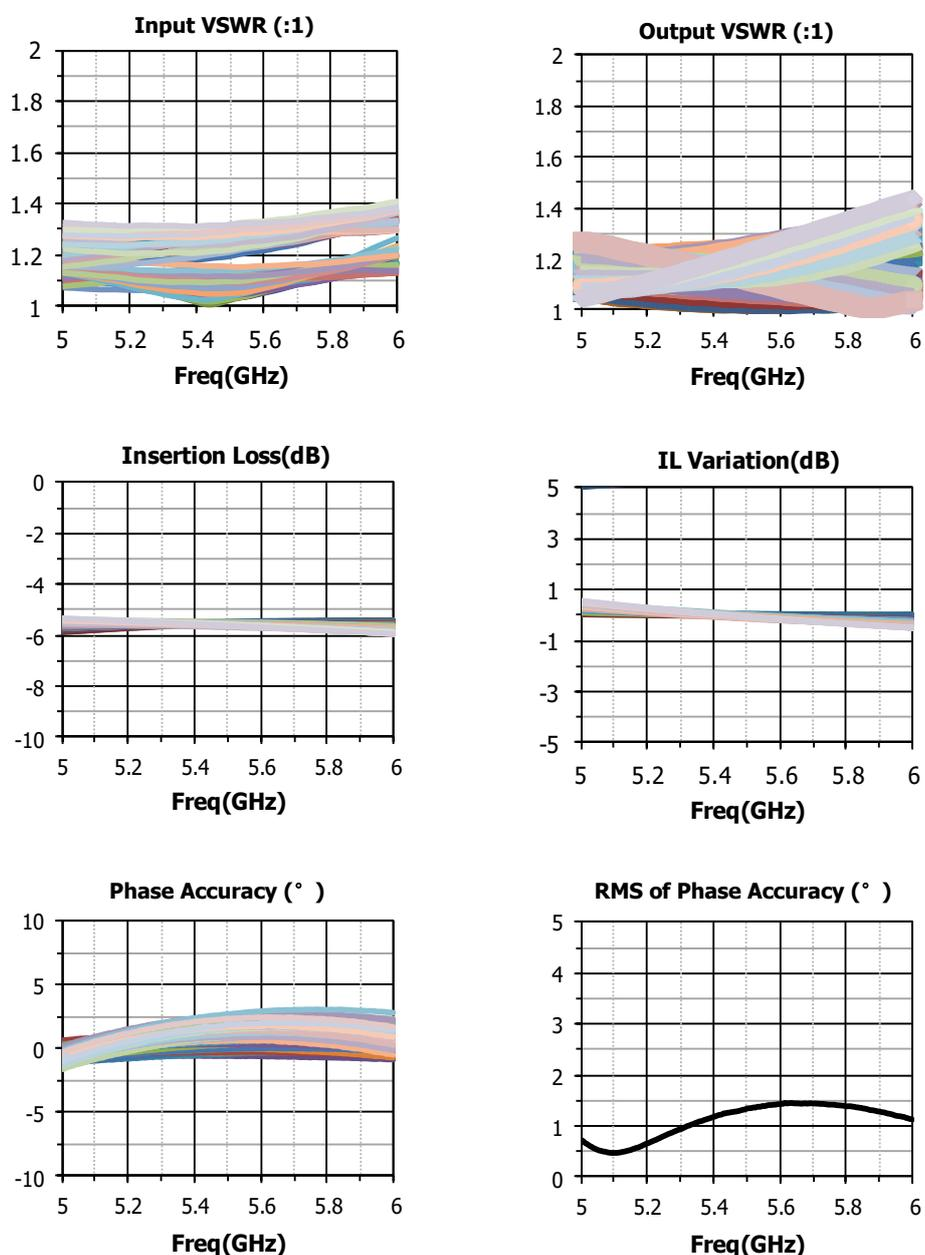 Input VSWR (:1)
2
1.8
1.6
1.4
1.2
1
5 5.2 5.4 5.6 5.8 6
Freq(GHz)
Output VSWR (:1)
2
1.8
1.6
1.4
1.2
1
5 5.2 5.4 5.6 5.8 6
Freq(GHz)
Insertion Loss(dB)
0
-2
-4
-6
-8
-10
5 5.2 5.4 5.6 5.8 6
Freq(GHz)
IL Variation(dB)
5
3
1
-1
-3
-5
5 5.2 5.4 5.6 5.8 6
Freq(GHz)
Phase Accuracy (° )
10
5
0
-5
-10
5 5.2 5.4 5.6 5.8 6
Freq(GHz)
RMS of Phase Accuracy (° )
5
4
3
2
1
0
5 5.2 5.4 5.6 5.8 6
Freq(GHz)